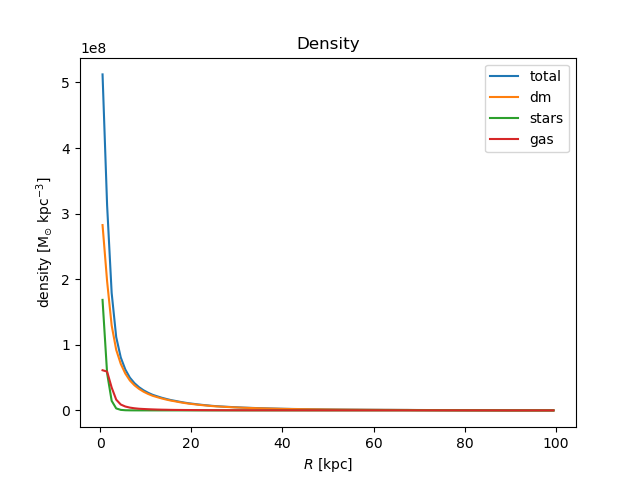 Density
1e8
total
dm
stars
gas
5
4
3
2
1
0
density [M☉ kpc⁻³]
0 20 40 60 80 100
R [kpc]